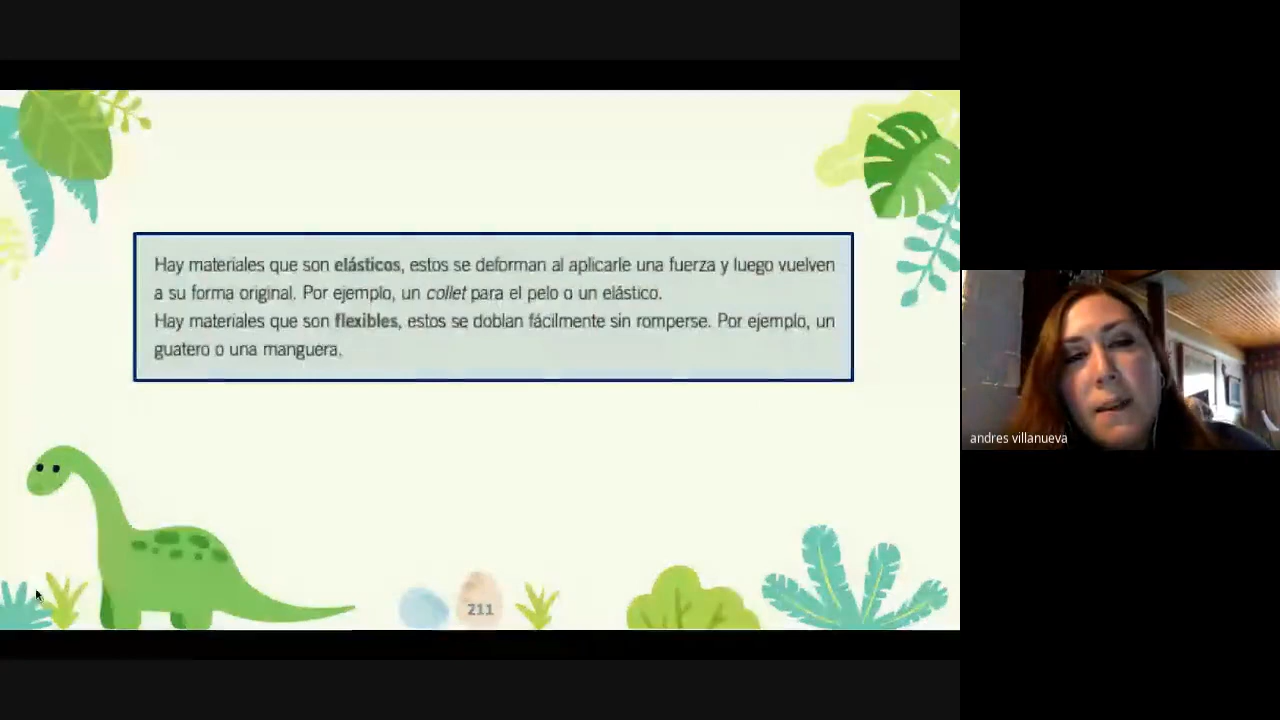 Hay materiales que son elásticos, estos se deforman al aplicarle una fuerza y luego vuelven
a su forma original. Por ejemplo, un collet para el pelo o un elástico.
Hay materiales que son flexibles, estos se doblan fácilmente sin romperse. Por ejemplo, un
guatero o una manguera.
211
andres villanueva